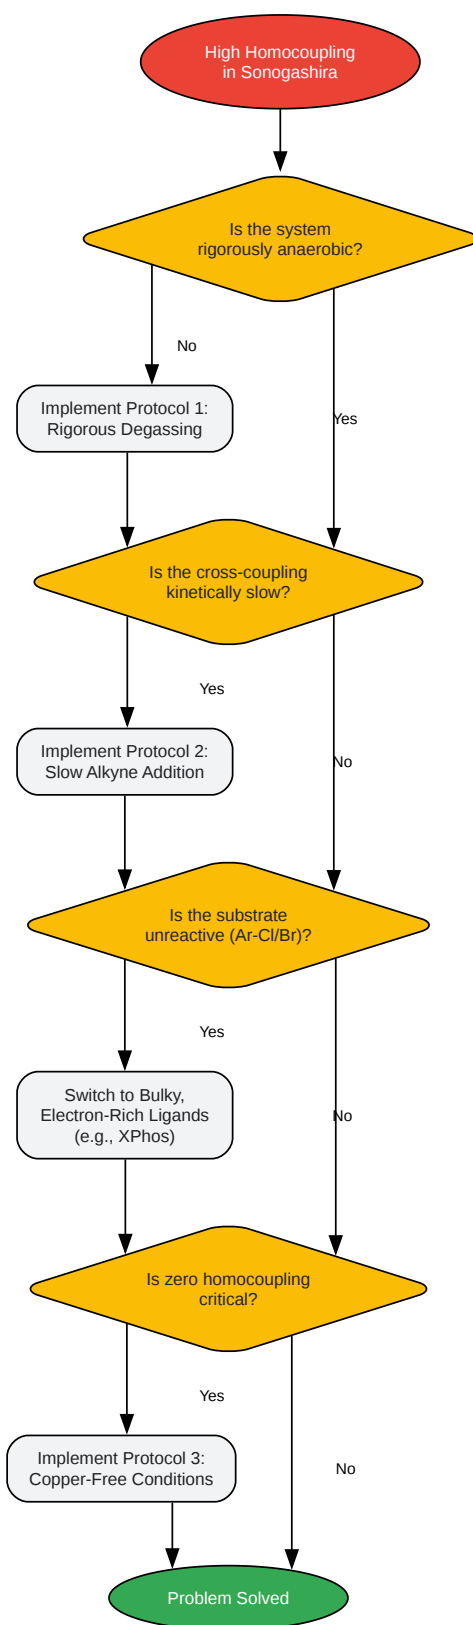 High Homocoupling
in Sonogashira
Is the system
rigorously anaerobic?
No
Yes
Implement Protocol 1:
Rigorous Degassing
Is the cross-coupling
kinetically slow?
Yes
No
Implement Protocol 2:
Slow Alkyne Addition
Is the substrate
unreactive (Ar-Cl/Br)?
Yes
No
Switch to Bulky,
Electron-Rich Ligands
(e.g., XPhos)
Is zero homocoupling
critical?
Yes
No
Implement Protocol 3:
Copper-Free Conditions
Problem Solved